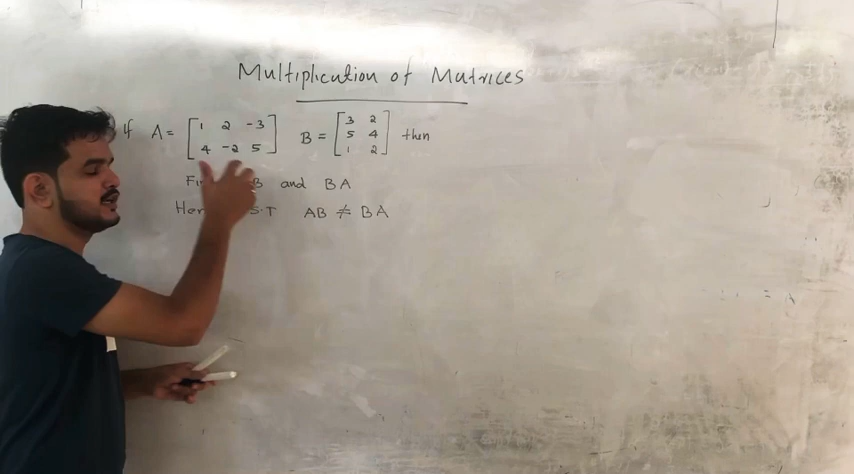 Multiplication of Matrices
If A = [1 2 -3
4 -2 5] B = [3 2
5 4
1 2] then
B and BA
S.T AB ≠ BA
= A